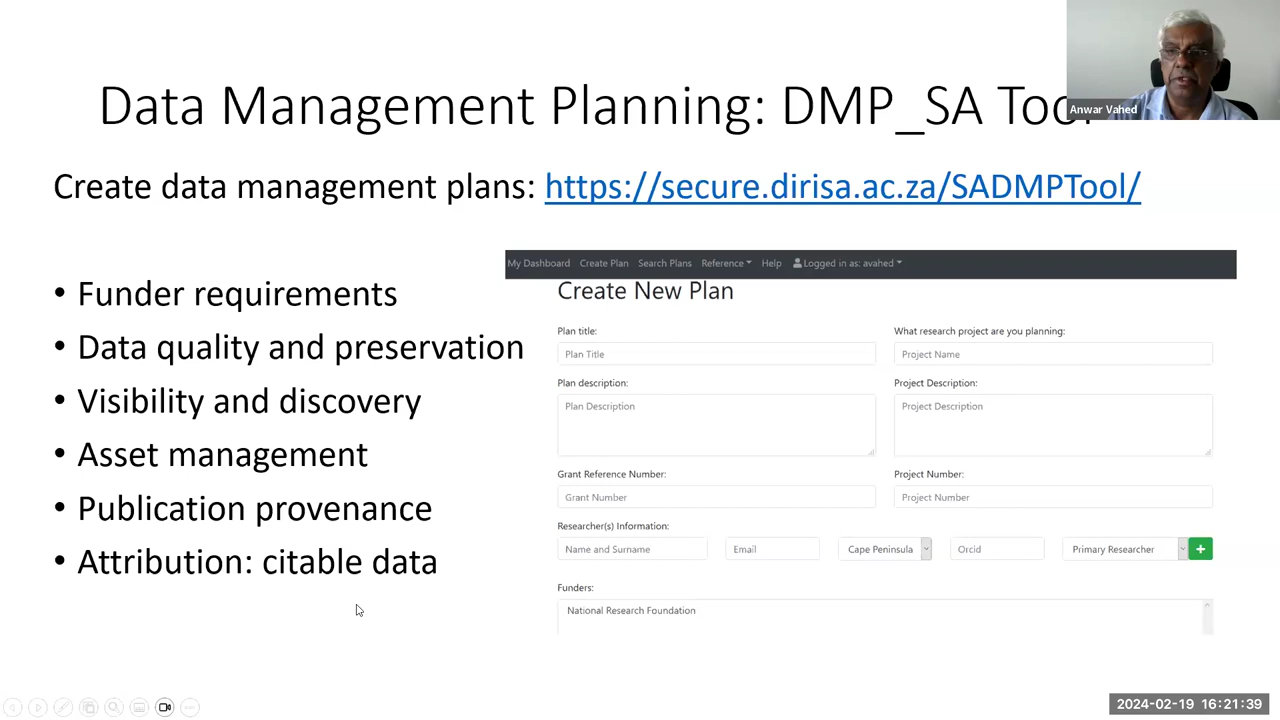 Data Management Planning: DMP_SA Tool
Anwar Vahed
Create data management plans: https://secure.dirisa.ac.za/SADMPTool/
• Funder requirements
• Data quality and preservation
• Visibility and discovery
• Asset management
• Publication provenance
• Attribution: citable data
My Dashboard Create Plan Search Plans Reference Help Logged in as: avahed
Create New Plan
Plan title: What research project are you planning:
Plan Title Project Name
Plan description: Project Description:
Plan Description Project Description
Grant Reference Number: Project Number:
Grant Number Project Number
Researcher(s) Information:
Name and Surname Email Cape Peninsula Orcid Primary Researcher +
Funders:
National Research Foundation
2024-02-19 16:21:39